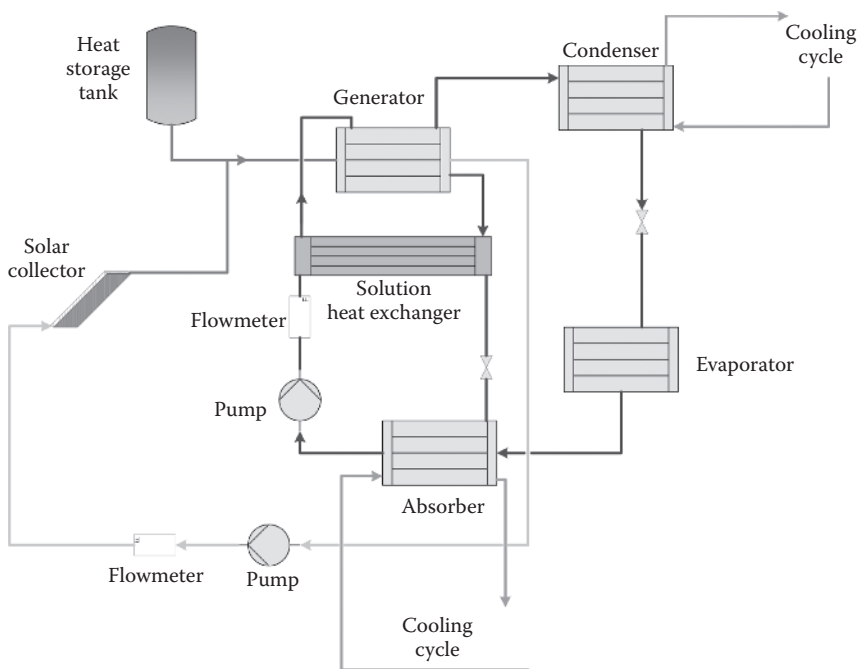 Heat
storage
tank
Condenser
Cooling
cycle
Generator
Solar
collector
Flowmeter
Solution
heat exchanger
Evaporator
Pump
Absorber
Flowmeter
Pump
Cooling
cycle